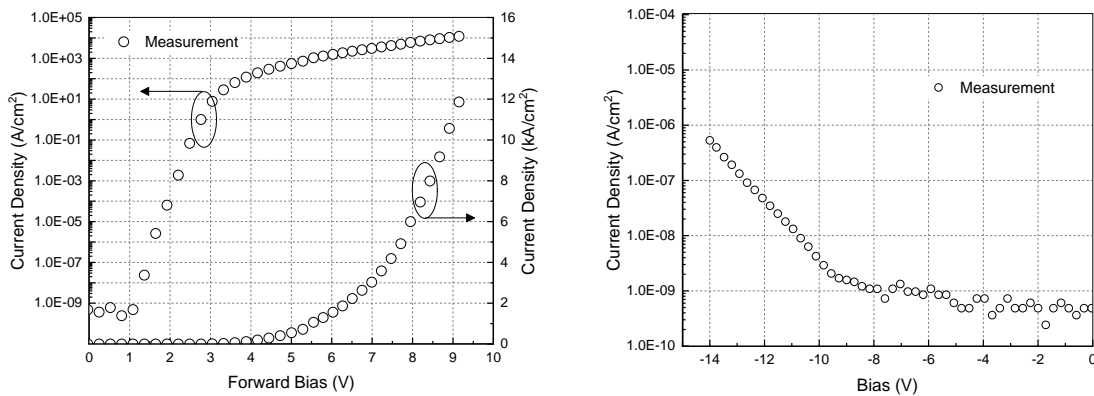 1.0E+05
1.0E+03
1.0E+01
1.0E-01
1.0E-03
1.0E-05
1.0E-07
1.0E-09
Current Density (A/cm²)
Measurement
16
14
12
10
8
6
4
2
0
Current Density (kA/cm²)
0 1 2 3 4 5 6 7 8 9 10
Forward Bias (V)
1.0E-04
1.0E-05
1.0E-06
1.0E-07
1.0E-08
1.0E-09
1.0E-10
Current Density (A/cm²)
Measurement
-14 -12 -10 -8 -6 -4 -2 0
Bias (V)